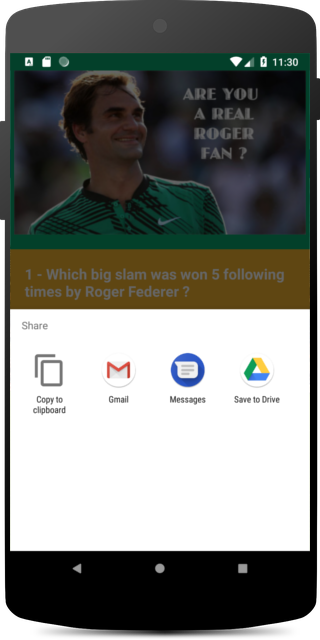 11:30
ARE YOU
A REAL
ROGER
FAN ?
1 - Which big slam was won 5 following
times by Roger Federer ?
Share
Copy to
clipboard
Gmail
Messages
Save to Drive